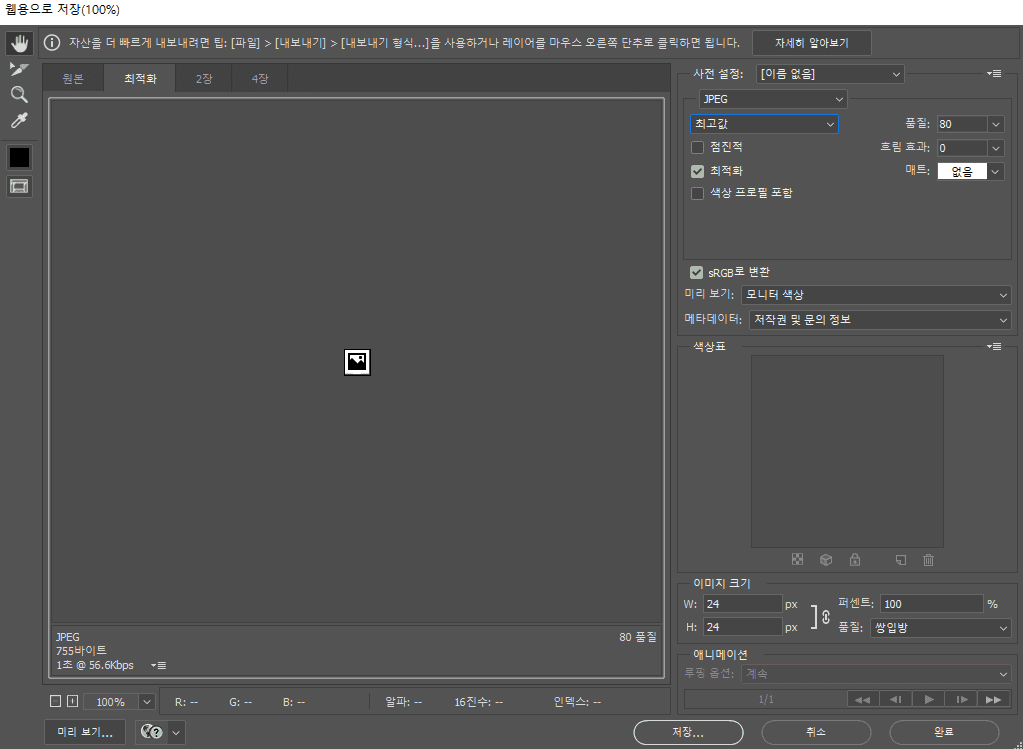 웹용으로 저장(100%)
자산을 더 빠르게 내보내려면 팁: [파일] > [내보내기] > [내보내기 형식...]을 사용하거나 레이어를 마우스 오른쪽 단추로 클릭하면 됩니다.
자세히 알아보기
원본
최적화
2장
4장
사전 설정: [이름 없음]
JPEG
최고값
품질: 80
점진적
흐림 효과: 0
최적화
매트: 없음
색상 프로필 포함
sRGB로 변환
미리 보기: 모니터 색상
메타데이터: 저작권 및 문의 정보
색상표
이미지 크기
W: 24 px
퍼센트: 100 %
H: 24 px
품질: 쌍입방
JPEG
80 품질
755바이트
1초 @ 56.6Kbps
애니메이션
루핑 옵션: 계속
1/1
100%
R: --
G: --
B: --
알파: --
16진수: --
인덱스: --
미리 보기...
저장...
취소
완료